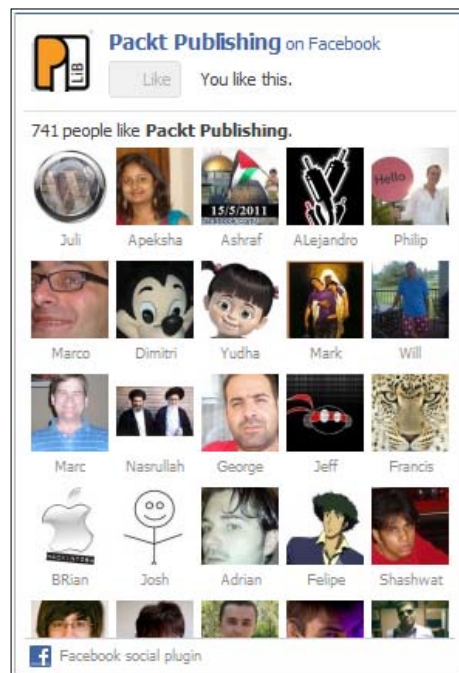 LiB
Packt Publishing on Facebook
Like You like this.
741 people like Packt Publishing.
15/5/2011
Hello
Juli Apeksha Ashraf ALejandro Philip
Marco Dimitri Yudha Mark Will
Marc Nasrullah George Jeff Francis
BRian Josh Adrian Felipe Shashwat
Facebook social plugin